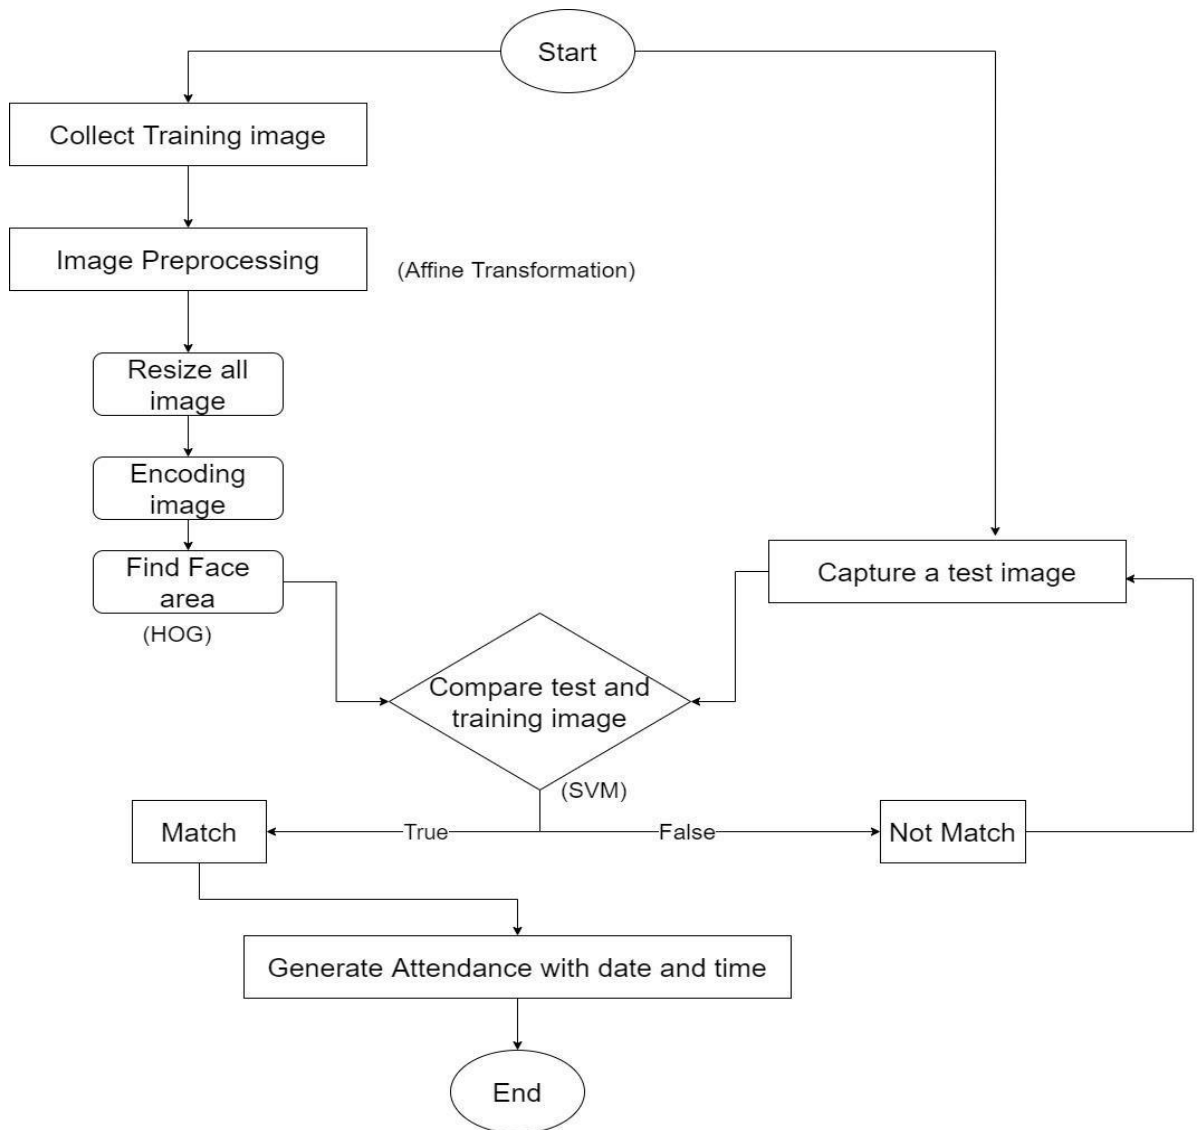 Start
Collect Training image
Image Preprocessing
(Affine Transformation)
Resize all
image
Encoding
image
Find Face
area
(HOG)
Capture a test image
Compare test and
training image
(SVM)
Match
True
False
Not Match
Generate Attendance with date and time
End